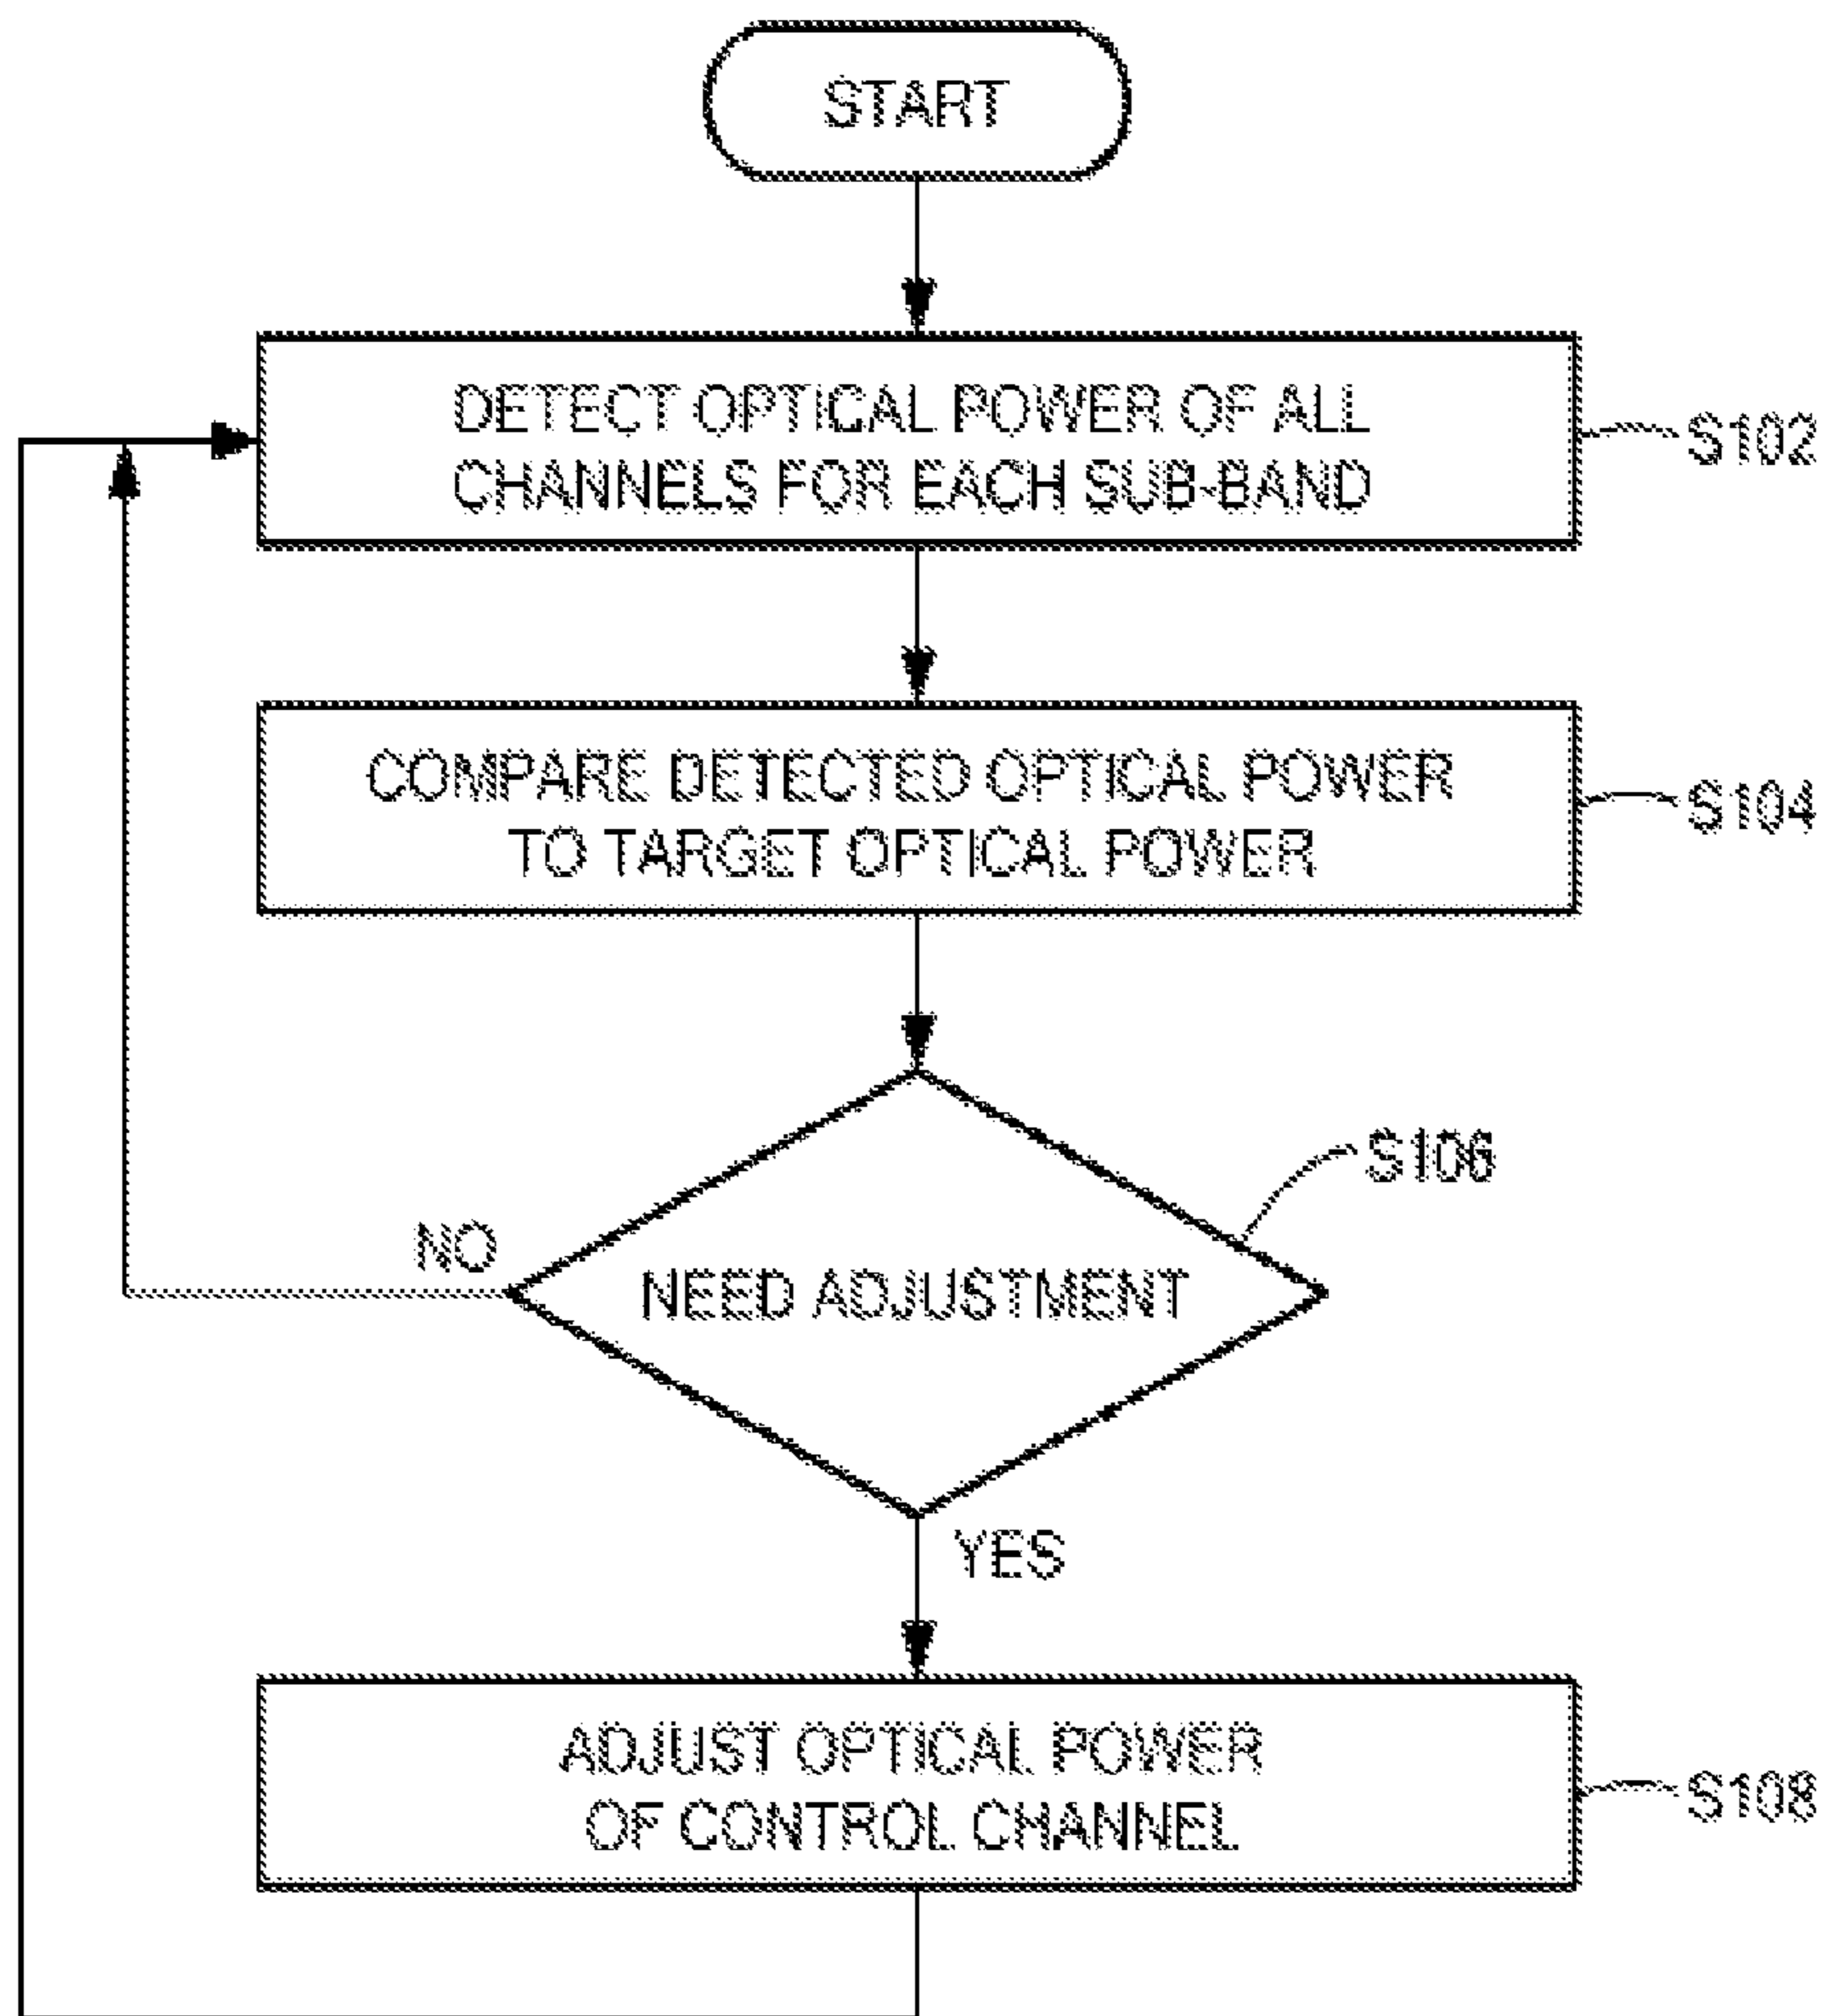 START
DETECT OPTICAL POWER OF ALL
CHANNELS FOR EACH SUB-BAND
S102
COMPARE DETECTED OPTICAL POWER
TO TARGET OPTICAL POWER
S104
S106
NO
NEED ADJUSTMENT
YES
ADJUST OPTICAL POWER
OF CONTROL CHANNEL
S108